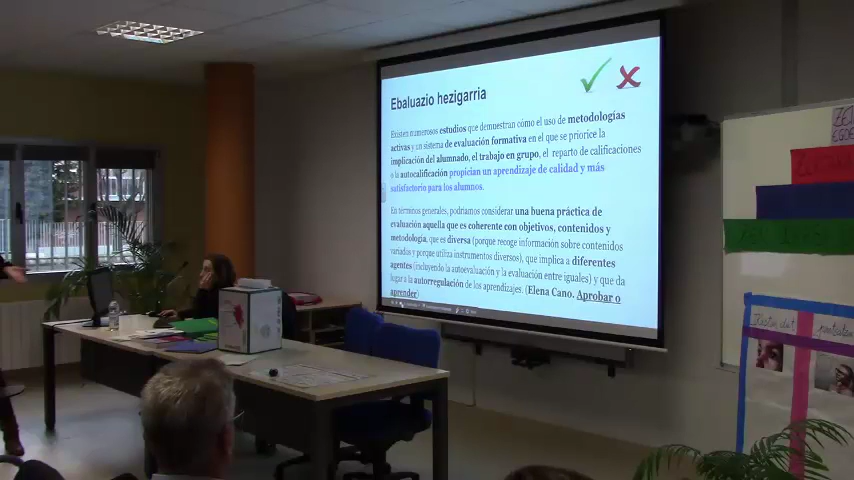 Ebaluazio hezigarria
Existen numerosos estudios que demuestran cómo el uso de metodologías
activas y un sistema de evaluación formativa en el que se priorice la
implicación del alumnado, el trabajo en grupo, el reparto de calificaciones
o la autocalificación propician un aprendizaje de calidad y más
satisfactorio para los alumnos.
En términos generales, podríamos considerar una buena práctica de
evaluación aquella que es coherente con objetivos, contenidos y
metodología, que es diversa (porque recoge información sobre contenidos
variados y porque utiliza instrumentos diversos), que implica a diferentes
agentes (incluyendo la autoevaluación y la evaluación entre iguales) y que da
lugar a la autorregulación de los aprendizajes. (Elena Cano. Aprobar o
aprender)